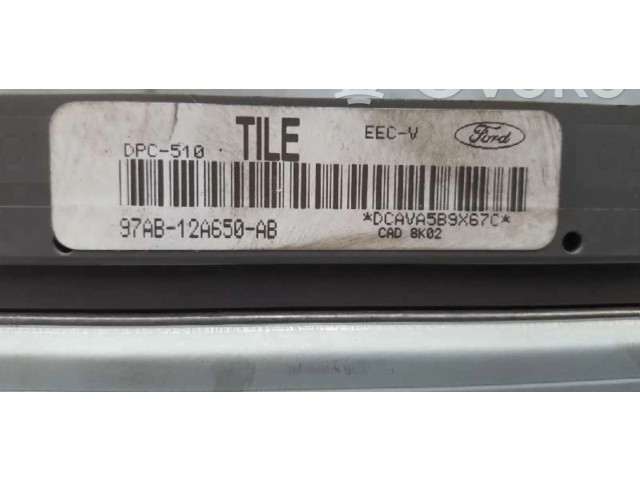 DPC-510 TILE EEC-V Ford
97AB-12A650-AB *DCAVA5B9X67C*
CAD 8K02